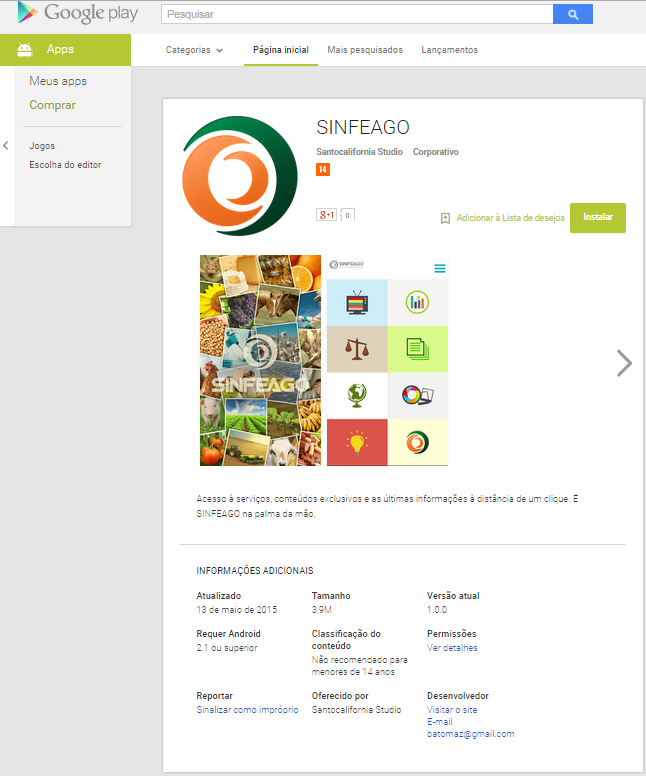 Google play
Pesquisar
Apps
Categorias
Página inicial
Mais pesquisados
Lançamentos
Meus apps
Comprar
Jogos
Escolha do editor
SINFEAGO
Santocalifornia Studio Corporativo
14
g+1 0
Adicionar à Lista de desejos
Instalar
SINFEAGO
SINFEAGO
Acesso à serviços, conteúdos exclusivos e as últimas informações à distância de um clique. É
SINFEAGO na palma da mão.
INFORMAÇÕES ADICIONAIS
Atualizado
13 de maio de 2015
Tamanho
3,9M
Versão atual
1.0.0
Requer Android
2.1 ou superior
Classificação do
conteúdo
Não recomendado para
menores de 14 anos
Permissões
Ver detalhes
Reportar
Sinalizar como impróprio
Oferecido por
Santocalifornia Studio
Desenvolvedor
Visitar o site
E-mail
batomaz@gmail.com